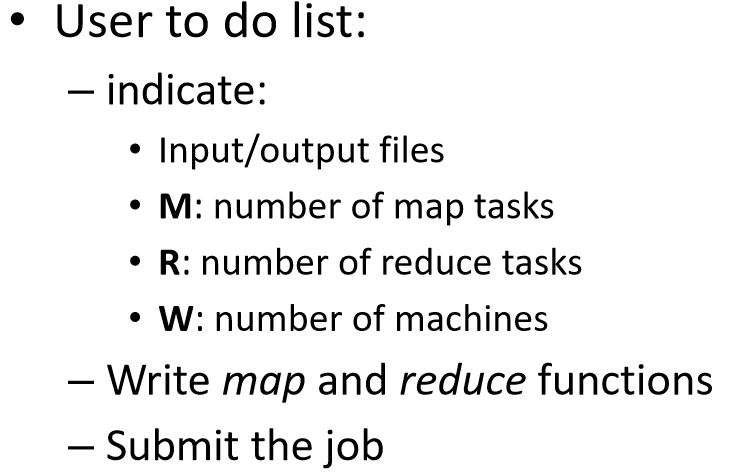 • User to do list:
– indicate:
• Input/output files
• M: number of map tasks
• R: number of reduce tasks
• W: number of machines
– Write map and reduce functions
– Submit the job